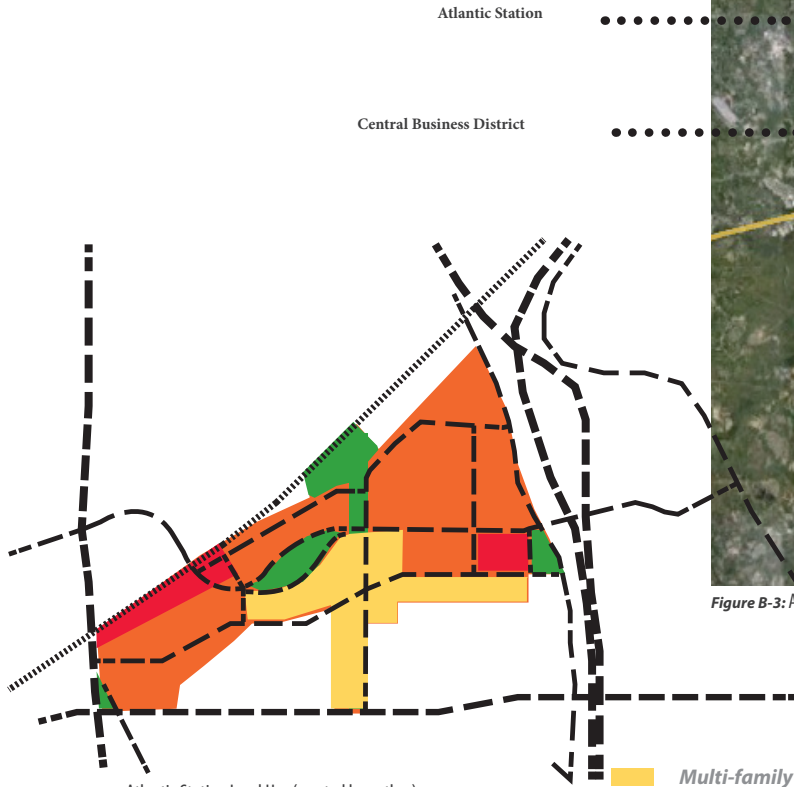 Atlantic Station
Central Business District
Figure B-3:
Multi-family